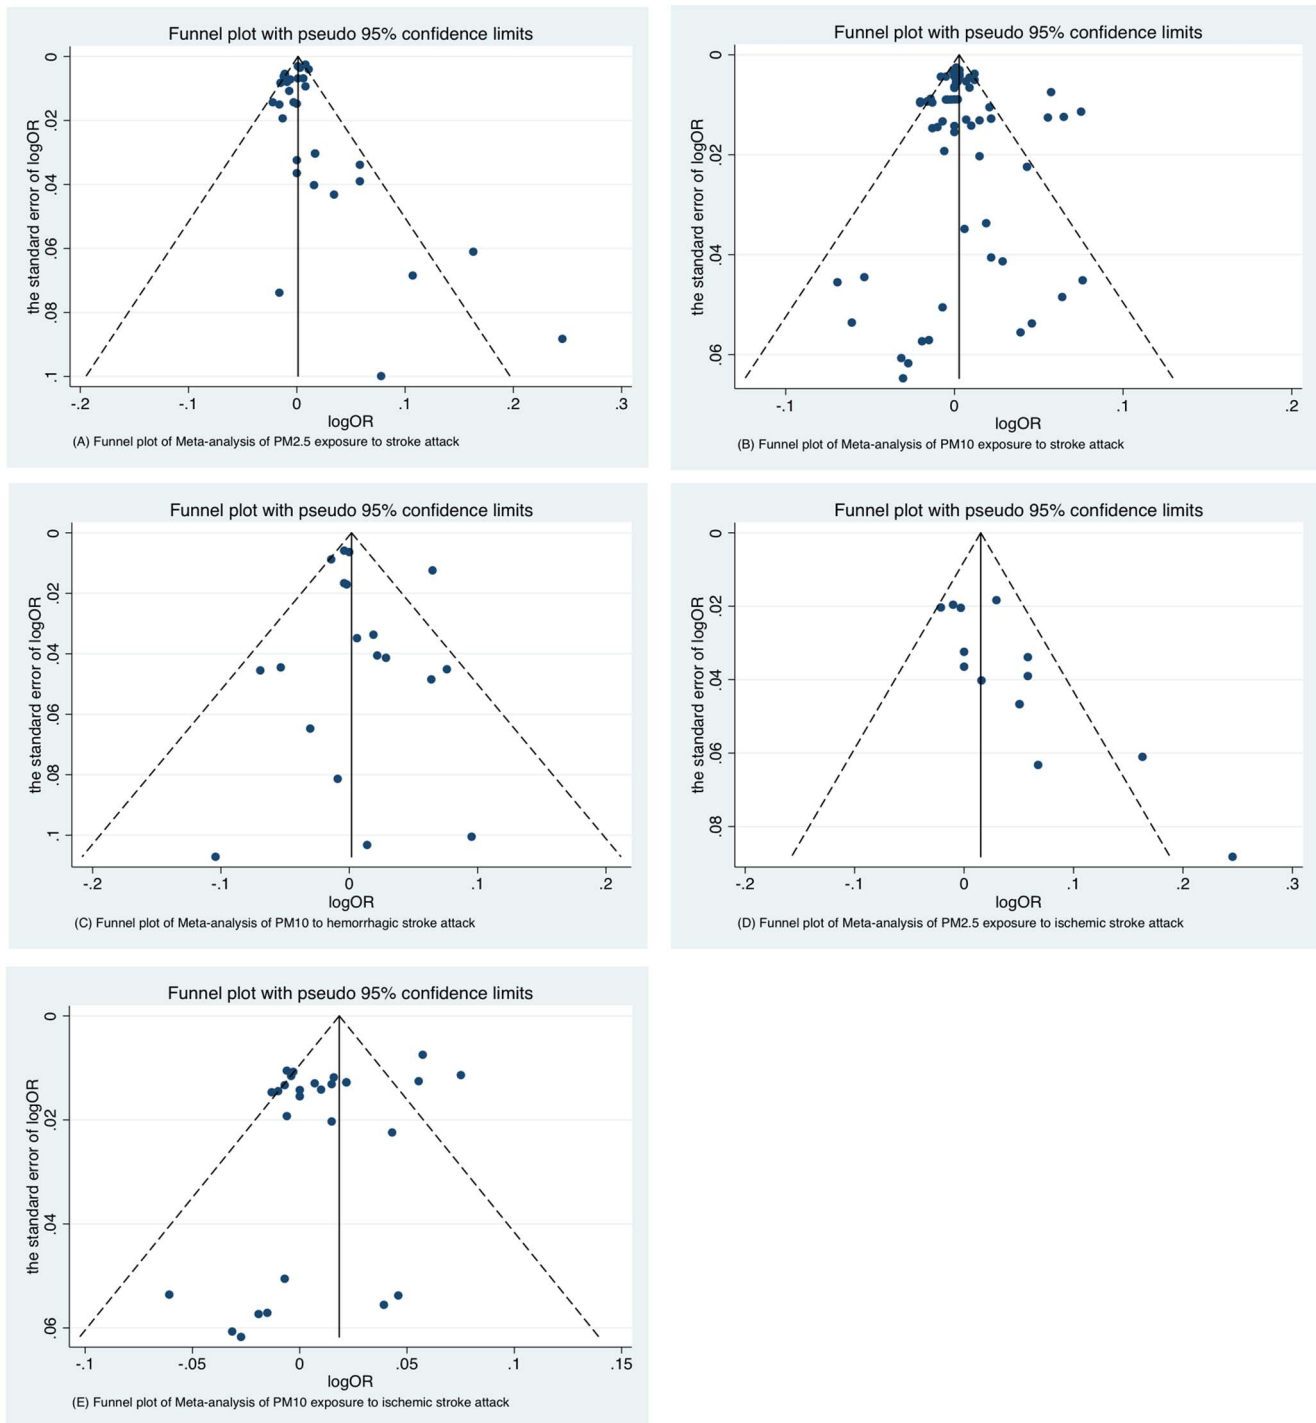 Funnel plot with pseudo 95% confidence limits
the standard error of logOR
0
.02
.04
.06
.08
.1
-.2
-.1
0
.1
.2
.3
logOR
(A) Funnel plot of Meta-analysis of PM2.5 exposure to stroke attack
Funnel plot with pseudo 95% confidence limits
the standard error of logOR
0
.02
.04
.06
-.1
0
.1
.2
logOR
(B) Funnel plot of Meta-analysis of PM10 exposure to stroke attack
Funnel plot with pseudo 95% confidence limits
the standard error of logOR
0
.02
.04
.06
.08
.1
-.2
-.1
0
.1
.2
logOR
(C) Funnel plot of Meta-analysis of PM10 to hemorrhagic stroke attack
Funnel plot with pseudo 95% confidence limits
the standard error of logOR
0
.02
.04
.06
.08
-.2
-.1
0
.1
.2
.3
logOR
(D) Funnel plot of Meta-analysis of PM2.5 exposure to ischemic stroke attack
Funnel plot with pseudo 95% confidence limits
the standard error of logOR
0
.02
.04
.06
-.1
-.05
0
.05
.1
.15
logOR
(E) Funnel plot of Meta-analysis of PM10 exposure to ischemic stroke attack